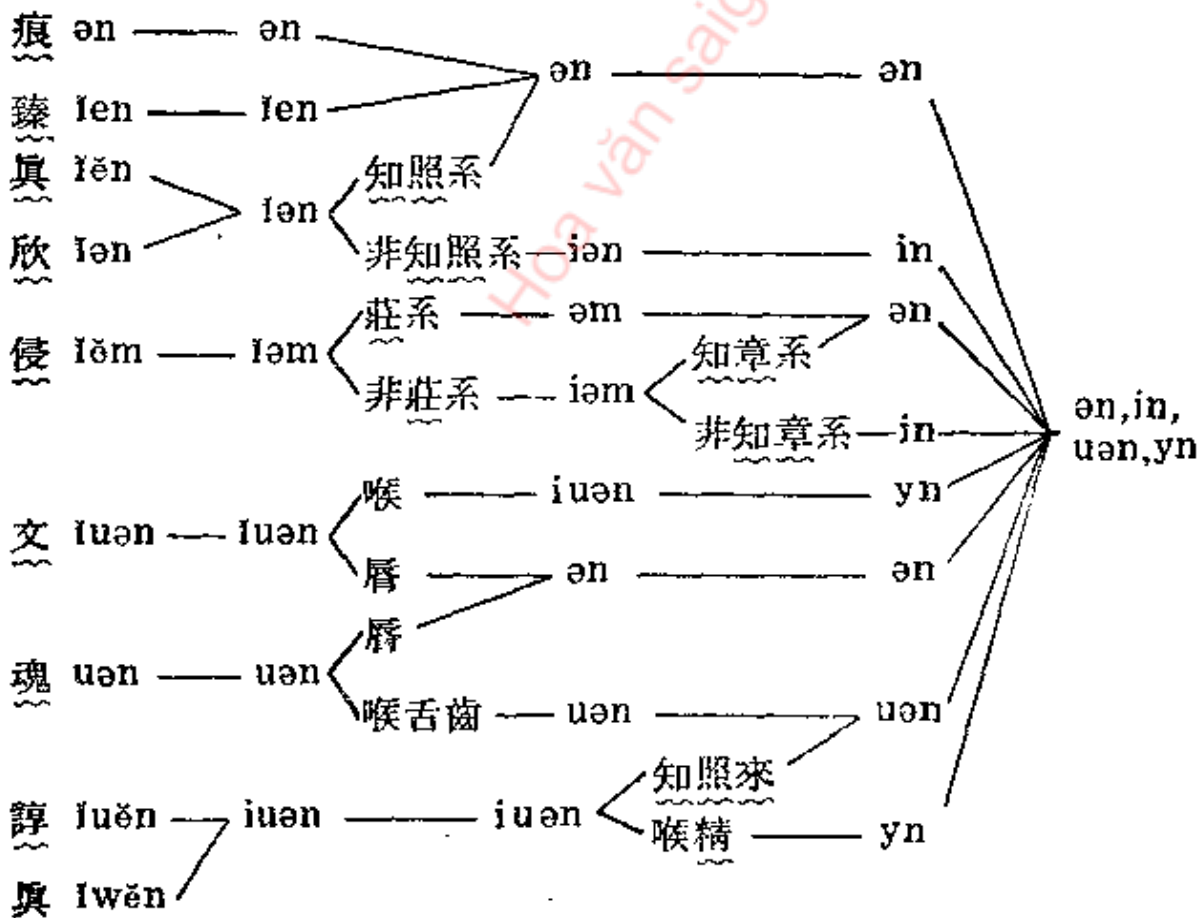 痕 ən ən ən ən
臻 ǐen ǐen
眞 ǐĕn 知照系
ǐən
欣 ǐən 非知照系 iən in
侵 ǐĕm ǐəm 莊系 əm ən
知章系
非莊系 iəm
非知章系 in
ən,in,
uən,yn
文 ǐuən ǐuən 喉 iuən yn
脣 ən ən
魂 uən uən 脣
喉舌齒 uən uən
知照來
諄 ǐuĕn iuən iuən
喉精 yn
眞 ǐwĕn
Hoa văn saig